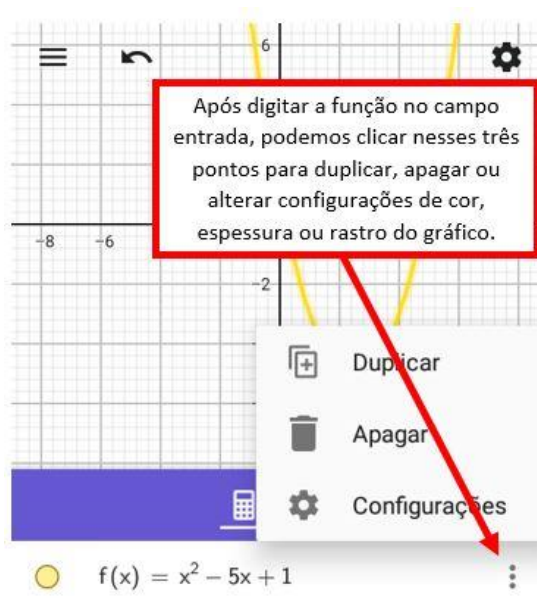 6
Após digitar a função no campo
entrada, podemos clicar nesses três
pontos para duplicar, apagar ou
alterar configurações de cor,
espessura ou rastro do gráfico.
−8 −6
−2
Duplicar
Apagar
Configurações
f(x) = x² − 5x + 1